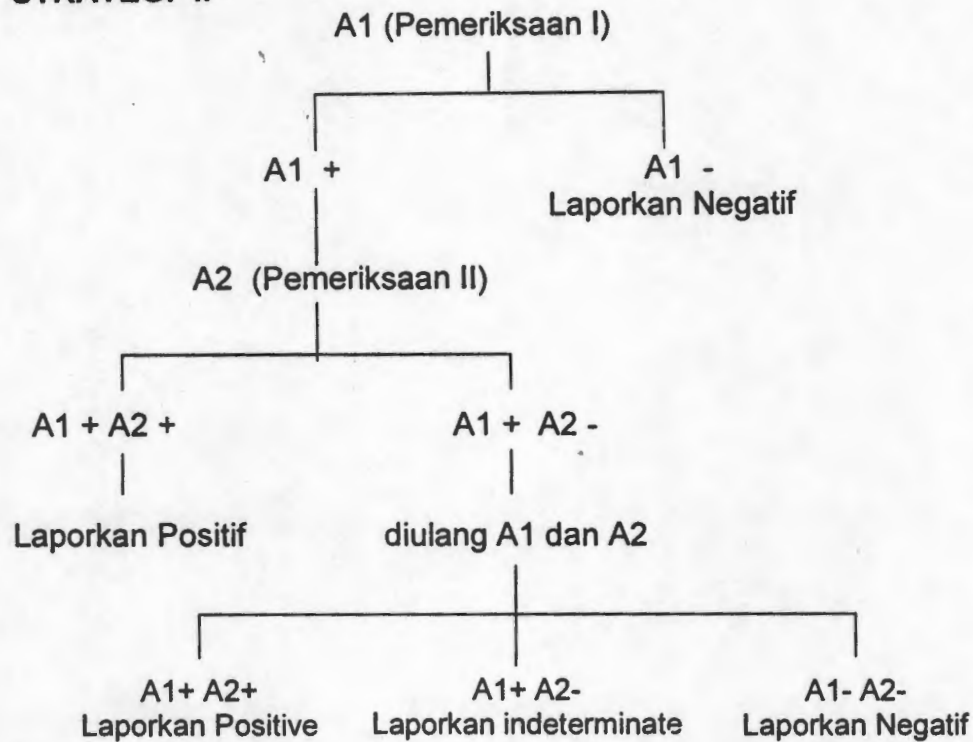 A1 (Pemeriksaan I)
A1 +
A1 -
Laporkan Negatif
A2 (Pemeriksaan II)
A1 + A2 +
A1 + A2 -
Laporkan Positif
diulang A1 dan A2
A1+ A2+
Laporkan Positive
A1+ A2-
Laporkan indeterminate
A1- A2-
Laporkan Negatif